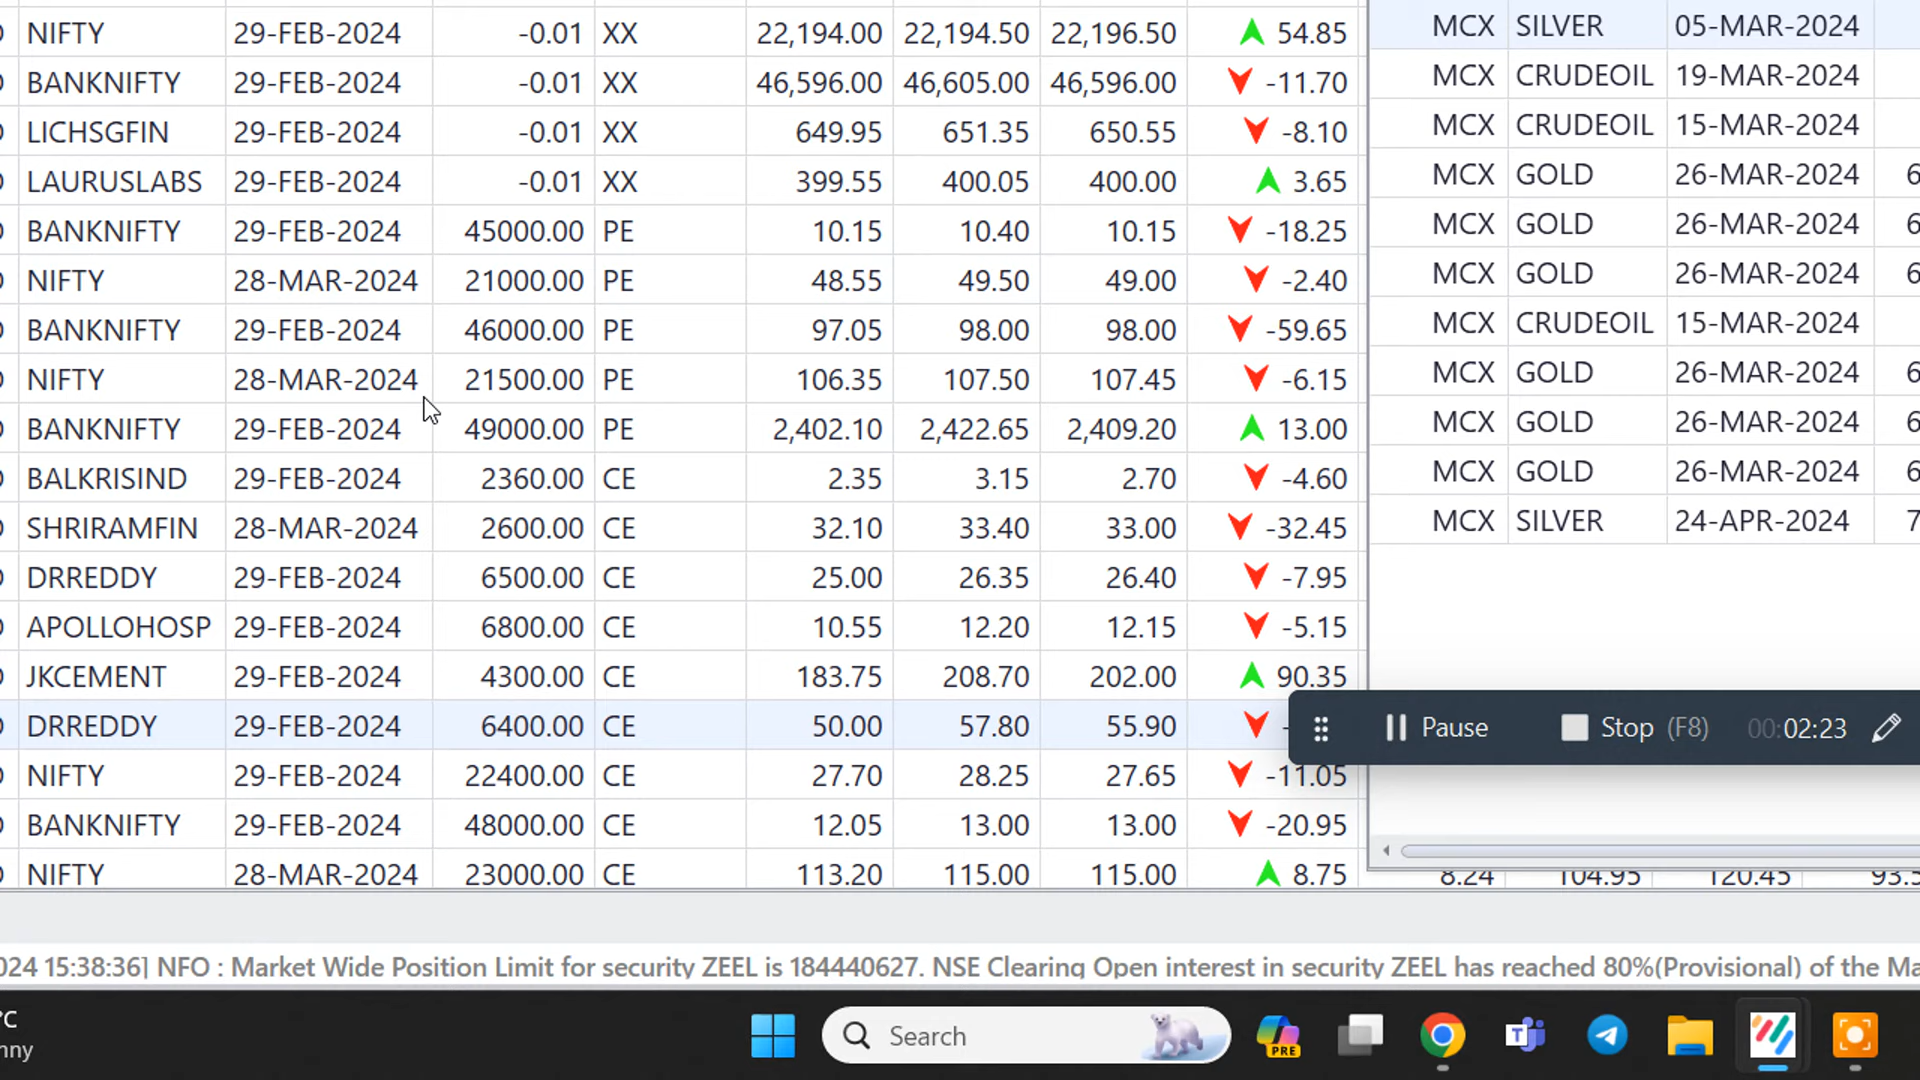 NIFTY 29-FEB-2024 -0.01 XX 22,194.00 22,194.50 22,196.50 54.85
BANKNIFTY 29-FEB-2024 -0.01 XX 46,596.00 46,605.00 46,596.00 -11.70
LICHSGFIN 29-FEB-2024 -0.01 XX 649.95 651.35 650.55 -8.10
LAURUSLABS 29-FEB-2024 -0.01 XX 399.55 400.05 400.00 3.65
BANKNIFTY 29-FEB-2024 45000.00 PE 10.15 10.40 10.15 -18.25
NIFTY 28-MAR-2024 21000.00 PE 48.55 49.50 49.00 -2.40
BANKNIFTY 29-FEB-2024 46000.00 PE 97.05 98.00 98.00 -59.65
NIFTY 28-MAR-2024 21500.00 PE 106.35 107.50 107.45 -6.15
BANKNIFTY 29-FEB-2024 49000.00 PE 2,402.10 2,422.65 2,409.20 13.00
BALKRISIND 29-FEB-2024 2360.00 CE 2.35 3.15 2.70 -4.60
SHRIRAMFIN 28-MAR-2024 2600.00 CE 32.10 33.40 33.00 -32.45
DRREDDY 29-FEB-2024 6500.00 CE 25.00 26.35 26.40 -7.95
APOLLOHOSP 29-FEB-2024 6800.00 CE 10.55 12.20 12.15 -5.15
JKCEMENT 29-FEB-2024 4300.00 CE 183.75 208.70 202.00 90.35
DRREDDY 29-FEB-2024 6400.00 CE 50.00 57.80 55.90 -
NIFTY 29-FEB-2024 22400.00 CE 27.70 28.25 27.65 -11.05
BANKNIFTY 29-FEB-2024 48000.00 CE 12.05 13.00 13.00 -20.95
NIFTY 28-MAR-2024 23000.00 CE 113.20 115.00 115.00 8.75 8.24 104.95 120.45 93.5
MCX SILVER 05-MAR-2024
MCX CRUDEOIL 19-MAR-2024
MCX CRUDEOIL 15-MAR-2024
MCX GOLD 26-MAR-2024 6
MCX GOLD 26-MAR-2024 6
MCX GOLD 26-MAR-2024 6
MCX CRUDEOIL 15-MAR-2024
MCX GOLD 26-MAR-2024 6
MCX GOLD 26-MAR-2024 6
MCX GOLD 26-MAR-2024 6
MCX SILVER 24-APR-2024 7
Pause Stop (F8) 00:02:23
024 15:38:36] NFO : Market Wide Position Limit for security ZEEL is 184440627. NSE Clearing Open interest in security ZEEL has reached 80%(Provisional) of the Ma
°C
nny
Search
PRE